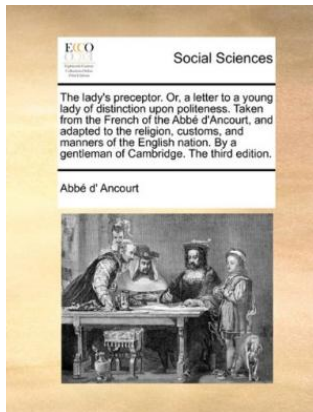 ECCO
Social Sciences
The lady's preceptor. Or, a letter to a young
lady of distinction upon politeness. Taken
from the French of the Abbé d'Ancourt, and
adapted to the religion, customs, and
manners of the English nation. By a
gentleman of Cambridge. The third edition.
Abbé d' Ancourt